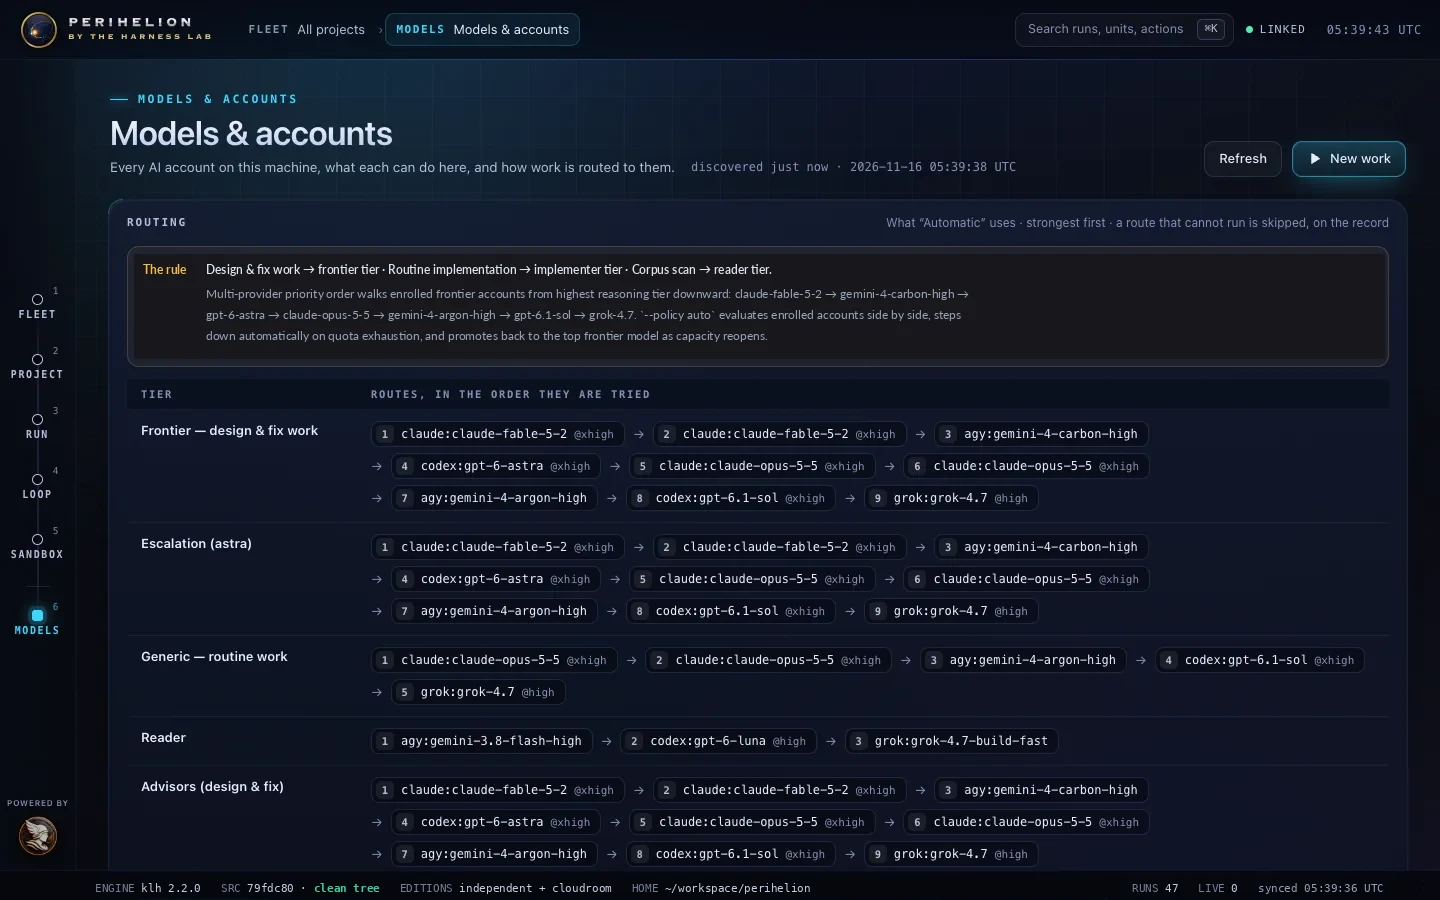 PERIHELION
BY THE HARNESS LAB
FLEET All projects › MODELS Models & accounts
Search runs, units, actions ⌘K
LINKED
05:39:43 UTC
MODELS & ACCOUNTS
Models & accounts
Every AI account on this machine, what each can do here, and how work is routed to them. discovered just now · 2026-11-16 05:39:38 UTC
Refresh
New work
1
FLEET
2
PROJECT
3
RUN
4
LOOP
5
SANDBOX
6
MODELS
POWERED BY
ROUTING
What “Automatic” uses · strongest first · a route that cannot run is skipped, on the record
The rule Design & fix work → frontier tier · Routine implementation → implementer tier · Corpus scan → reader tier.
Multi-provider priority order walks enrolled frontier accounts from highest reasoning tier downward: claude-fable-5-2 → gemini-4-carbon-high →
gpt-6-astra → claude-opus-5-5 → gemini-4-argon-high → gpt-6.1-sol → grok-4.7. `--policy auto` evaluates enrolled accounts side by side, steps
down automatically on quota exhaustion, and promotes back to the top frontier model as capacity reopens.
TIER ROUTES, IN THE ORDER THEY ARE TRIED
Frontier — design & fix work 1 claude:claude-fable-5-2 @xhigh → 2 claude:claude-fable-5-2 @xhigh → 3 agy:gemini-4-carbon-high
→ 4 codex:gpt-6-astra @xhigh → 5 claude:claude-opus-5-5 @xhigh → 6 claude:claude-opus-5-5 @xhigh
→ 7 agy:gemini-4-argon-high → 8 codex:gpt-6.1-sol @xhigh → 9 grok:grok-4.7 @high
Escalation (astra) 1 claude:claude-fable-5-2 @xhigh → 2 claude:claude-fable-5-2 @xhigh → 3 agy:gemini-4-carbon-high
→ 4 codex:gpt-6-astra @xhigh → 5 claude:claude-opus-5-5 @xhigh → 6 claude:claude-opus-5-5 @xhigh
→ 7 agy:gemini-4-argon-high → 8 codex:gpt-6.1-sol @xhigh → 9 grok:grok-4.7 @high
Generic — routine work 1 claude:claude-opus-5-5 @xhigh → 2 claude:claude-opus-5-5 @xhigh → 3 agy:gemini-4-argon-high → 4 codex:gpt-6.1-sol @xhigh
→ 5 grok:grok-4.7 @high
Reader 1 agy:gemini-3.8-flash-high → 2 codex:gpt-6-luna @high → 3 grok:grok-4.7-build-fast
Advisors (design & fix) 1 claude:claude-fable-5-2 @xhigh → 2 claude:claude-fable-5-2 @xhigh → 3 agy:gemini-4-carbon-high
→ 4 codex:gpt-6-astra @xhigh → 5 claude:claude-opus-5-5 @xhigh → 6 claude:claude-opus-5-5 @xhigh
→ 7 agy:gemini-4-argon-high → 8 codex:gpt-6.1-sol @xhigh → 9 grok:grok-4.7 @high
ENGINE klh 2.2.0 SRC 79fdc80 · clean tree EDITIONS independent + cloudroom HOME ~/workspace/perihelion RUNS 47 LIVE 0 synced 05:39:36 UTC